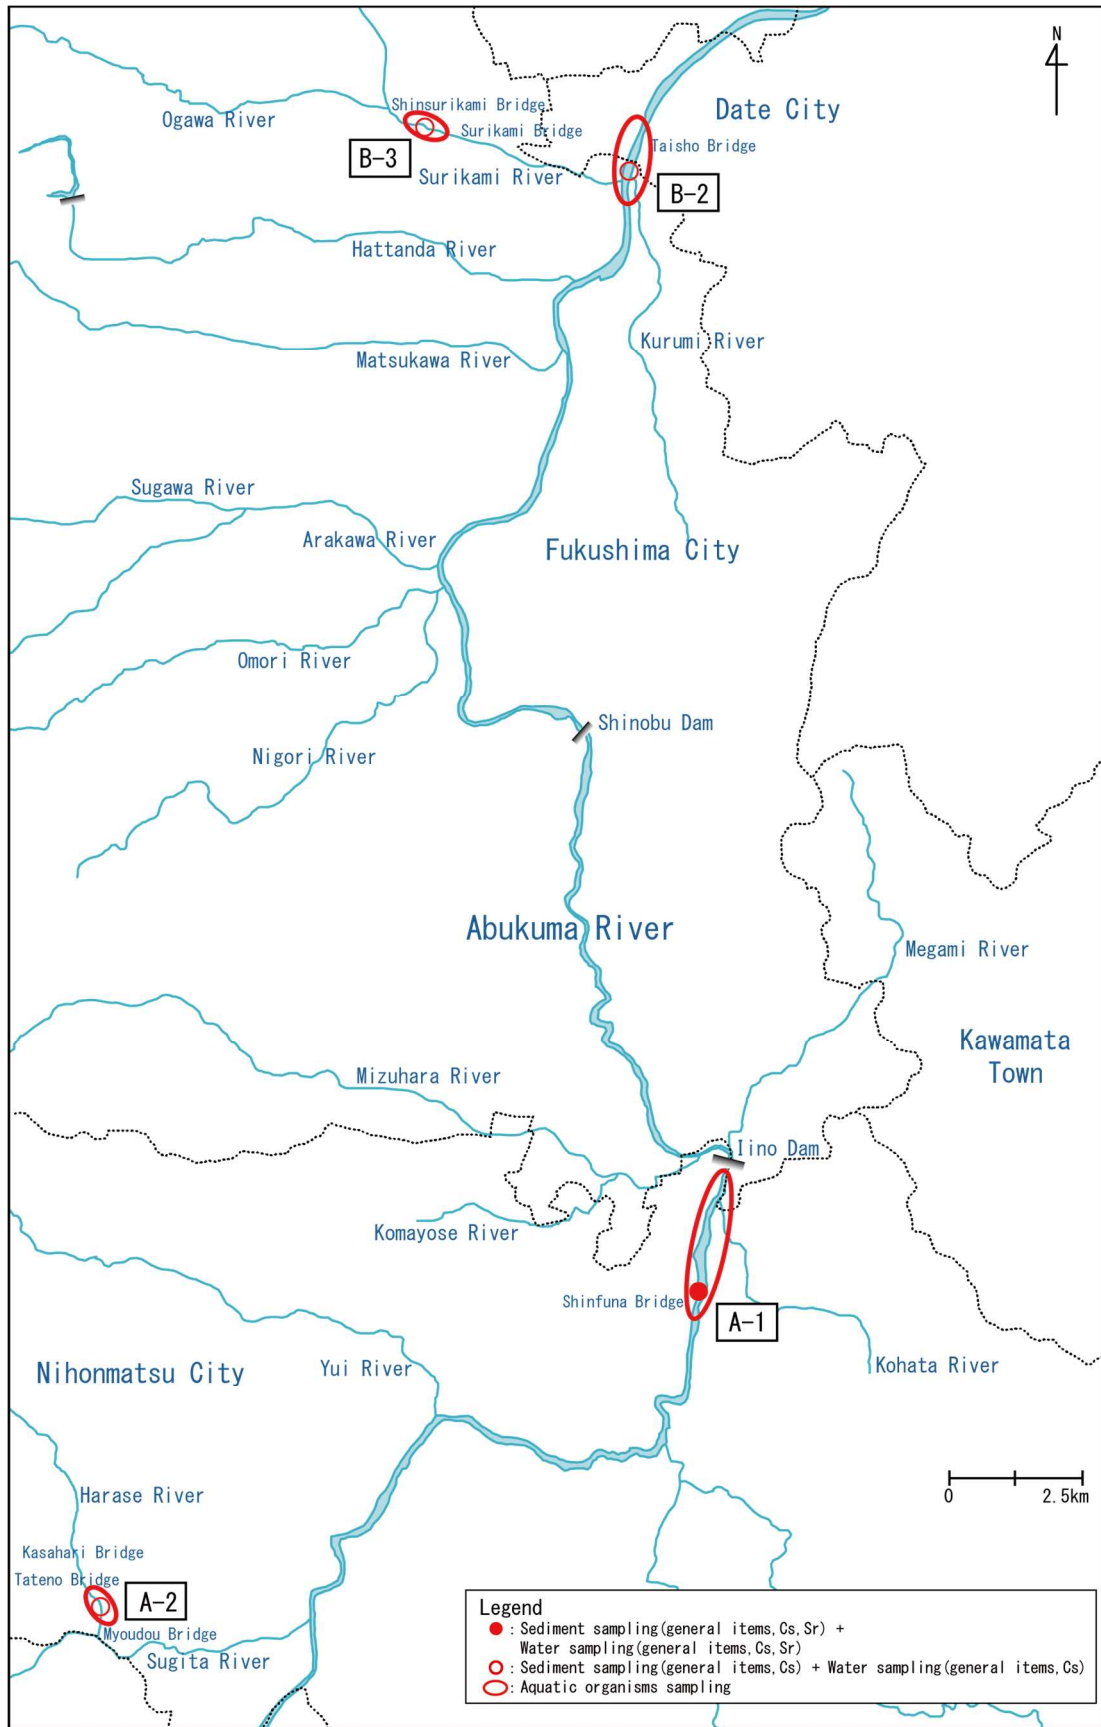 N
Date City
Shinsurikami Bridge
Ogawa River
Surikami Bridge
Taisho Bridge
B-3
Surikami River
B-2
Hattanda River
Kurumi River
Matsukawa River
Sugawa River
Arakawa River
Fukushima City
Omori River
Shinobu Dam
Nigori River
Abukuma River
Megami River
Kawamata
Town
Mizuhara River
Iino Dam
Komayose River
Shinfuna Bridge
A-1
Kohata River
Yui River
Nihonmatsu City
Harase River
0 2.5km
Kasahari Bridge
Tateno Bridge
A-2
Myoudou Bridge
Sugita River
Legend
: Sediment sampling(general items,Cs,Sr) +
Water sampling(general items,Cs,Sr)
: Sediment sampling(general items,Cs) + Water sampling(general items,Cs)
: Aquatic organisms sampling